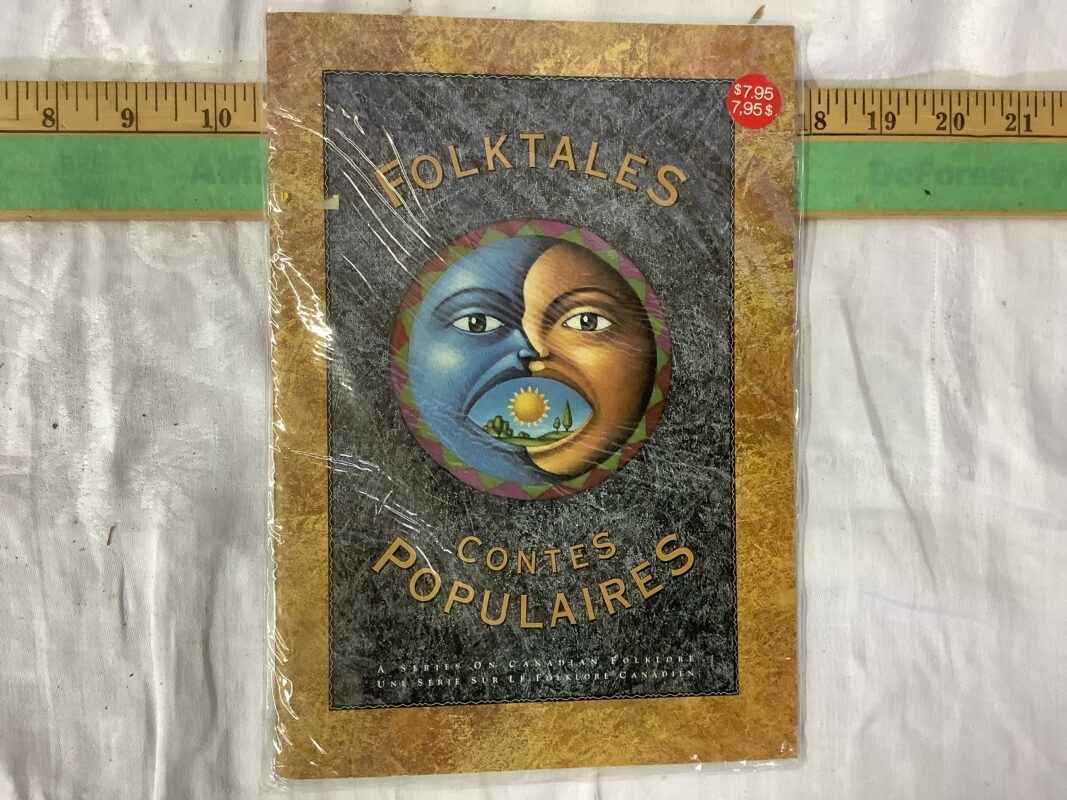 8 9 10
18 19 20 21
DeForest,
$7.95
7,95 $
FOLKTALES
CONTES
POPULAIRES
A SERIES ON CANADIAN FOLKLORE
UNE SÉRIE SUR LE FOLKLORE CANADIEN